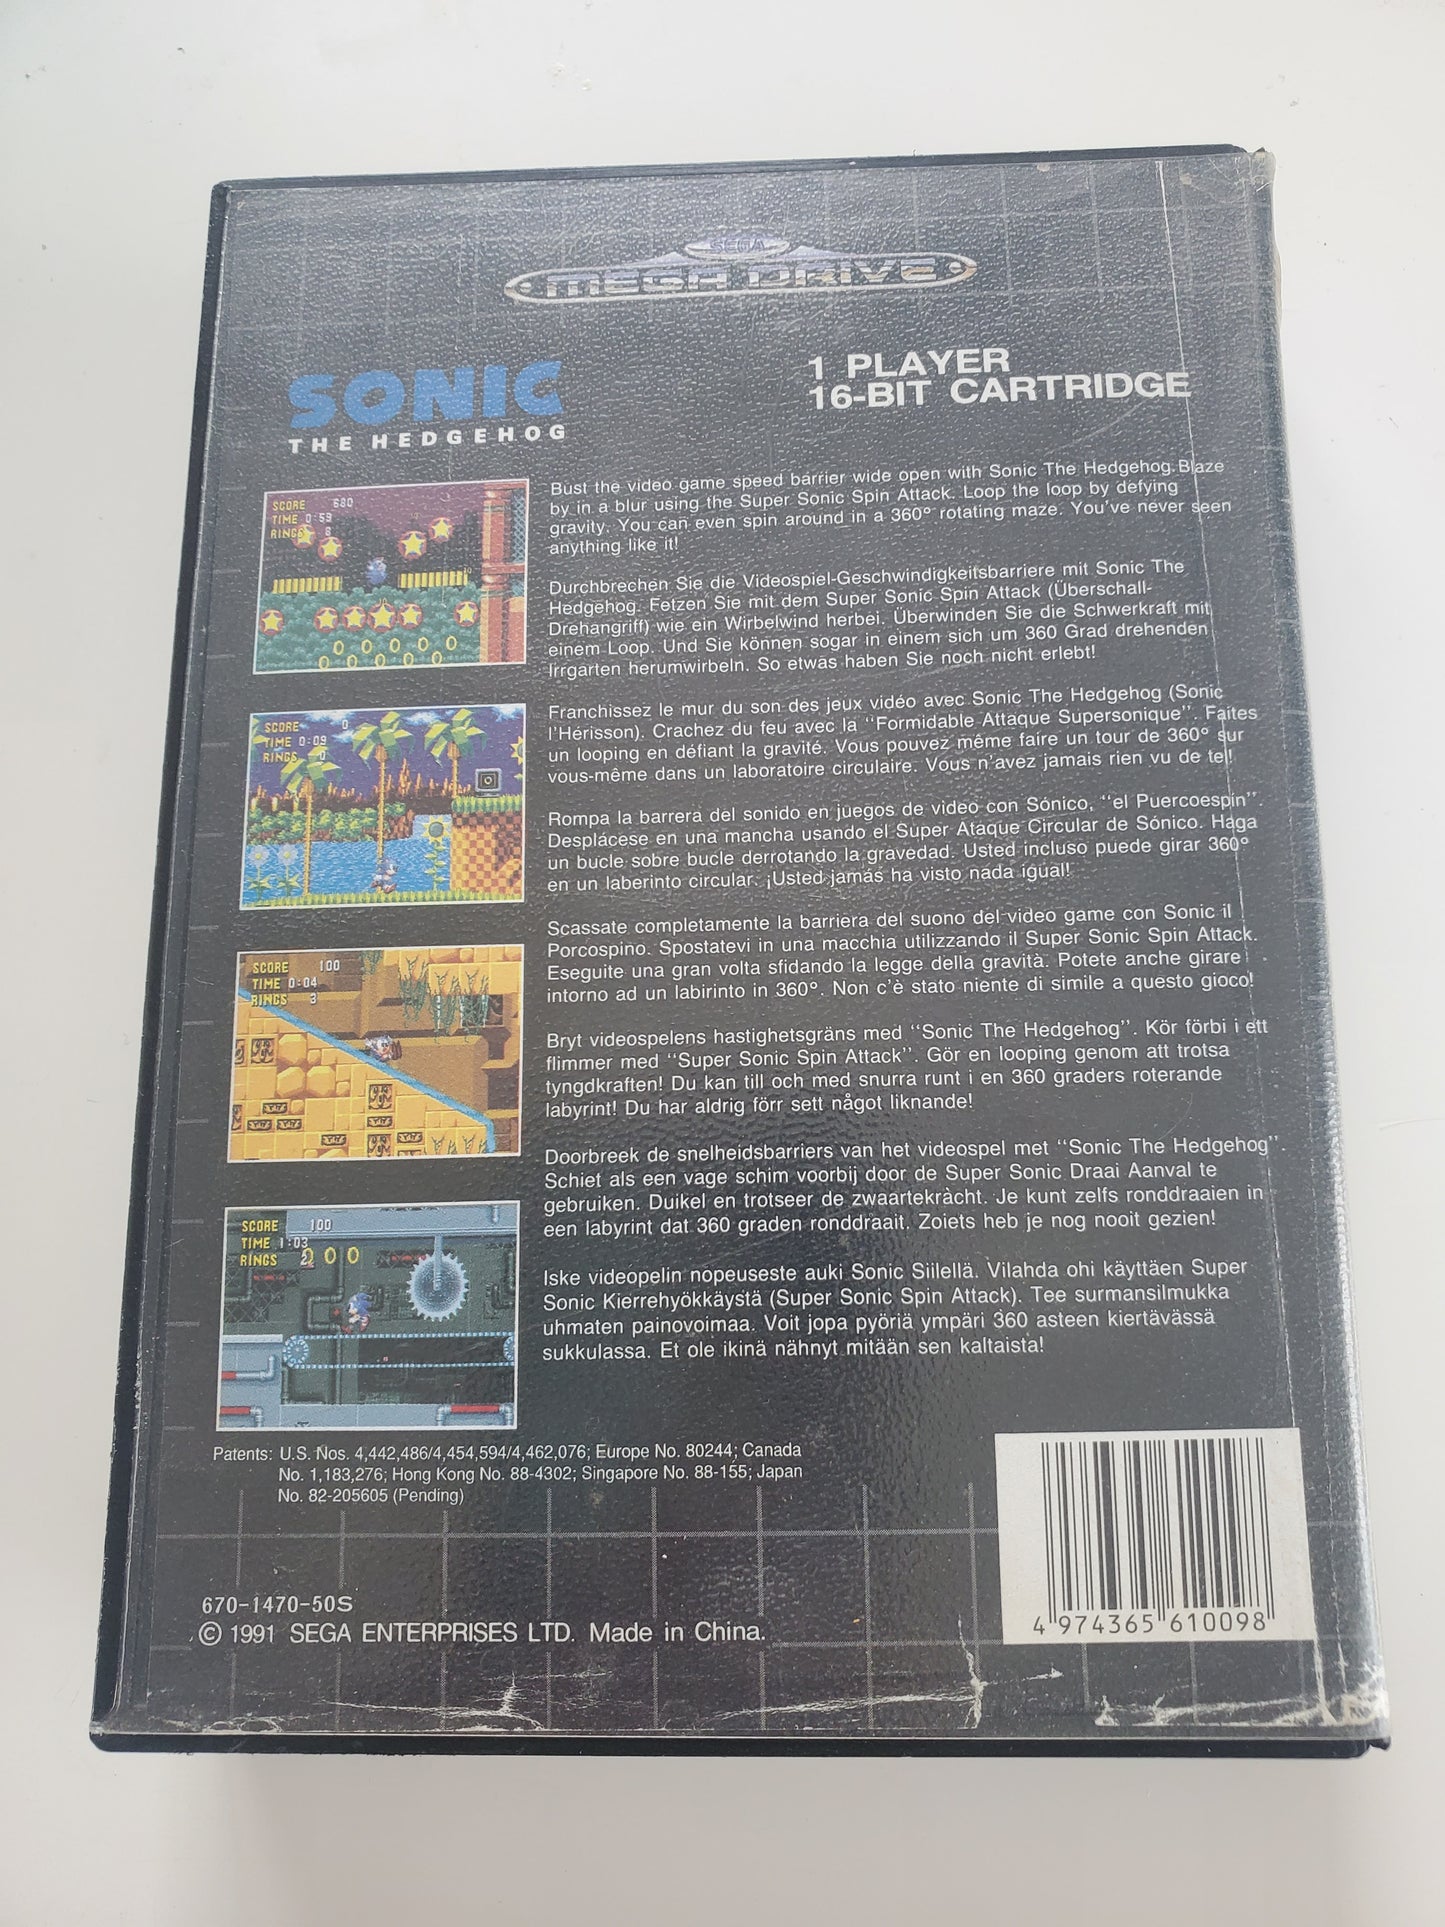 SEGA
MEGA DRIVE
SONIC
THE HEDGEHOG
1 PLAYER
16-BIT CARTRIDGE
SCORE 680
TIME 0:59
RINGS 8
Bust the video game speed barrier wide open with Sonic The Hedgehog. Blaze
by in a blur using the Super Sonic Spin Attack. Loop the loop by defying
gravity. You can even spin around in a 360° rotating maze. You've never seen
anything like it!
Durchbrechen Sie die Videospiel-Geschwindigkeitsbarriere mit Sonic The
Hedgehog. Fetzen Sie mit dem Super Sonic Spin Attack (Überschall-
Drehangriff) wie ein Wirbelwind herbei. Überwinden Sie die Schwerkraft mit
einem Loop. Und Sie können sogar in einem sich um 360 Grad drehenden
Irrgarten herumwirbeln. So etwas haben Sie noch nicht erlebt!
SCORE 0
TIME 0:09
RINGS 0
Franchissez le mur du son des jeux vidéo avec Sonic The Hedgehog (Sonic
l'Hérisson). Crachez du feu avec la "Formidable Attaque Supersonique". Faites
un looping en défiant la gravité. Vous pouvez même faire un tour de 360° sur
vous-même dans un laboratoire circulaire. Vous n'avez jamais rien vu de tel!
Rompa la barrera del sonido en juegos de video con Sónico, "el Puercoespín".
Desplácese en una mancha usando el Super Ataque Circular de Sónico. Haga
un bucle sobre bucle derrotando la gravedad. Usted incluso puede girar 360°
en un laberinto circular. ¡Usted jamás ha visto nada igual!
SCORE 100
TIME 0:04
RINGS 3
Scassate completamente la barriera del suono del video game con Sonic il
Porcospino. Spostatevi in una macchia utilizzando il Super Sonic Spin Attack.
Eseguite una gran volta sfidando la legge della gravità. Potete anche girare
intorno ad un labirinto in 360°. Non c'è stato niente di simile a questo gioco!
Bryt videospelens hastighetsgräns med "Sonic The Hedgehog". Kör förbi i ett
flimmer med "Super Sonic Spin Attack". Gör en looping genom att trotsa
tyngdkraften! Du kan till och med snurra runt i en 360 graders roterande
labyrint! Du har aldrig förr sett något liknande!
Doorbreek de snelheidsbarriers van het videospel met "Sonic The Hedgehog".
Schiet als een vage schim voorbij door de Super Sonic Draai Aanval te
gebruiken. Duikel en trotseer de zwaartekràcht. Je kunt zelfs ronddraaien in
een labyrint dat 360 graden ronddraait. Zoiets heb je nog nooit gezien!
SCORE 100
TIME 1:03
RINGS 2
Iske videopelin nopeuseste auki Sonic Siilellä. Vilahda ohi käyttäen Super
Sonic Kierrehyökkäystä (Super Sonic Spin Attack). Tee surmansilmukka
uhmaten painovoimaa. Voit jopa pyöriä ympäri 360 asteen kiertävässä
sukkulassa. Et ole ikinä nähnyt mitään sen kaltaista!
Patents: U.S. Nos. 4,442,486/4,454,594/4,462,076; Europe No. 80244; Canada
No. 1,183,276; Hong Kong No. 88-4302; Singapore No. 88-155; Japan
No. 82-205605 (Pending)
670-1470-50S
© 1991 SEGA ENTERPRISES LTD. Made in China.
4 974365 610098